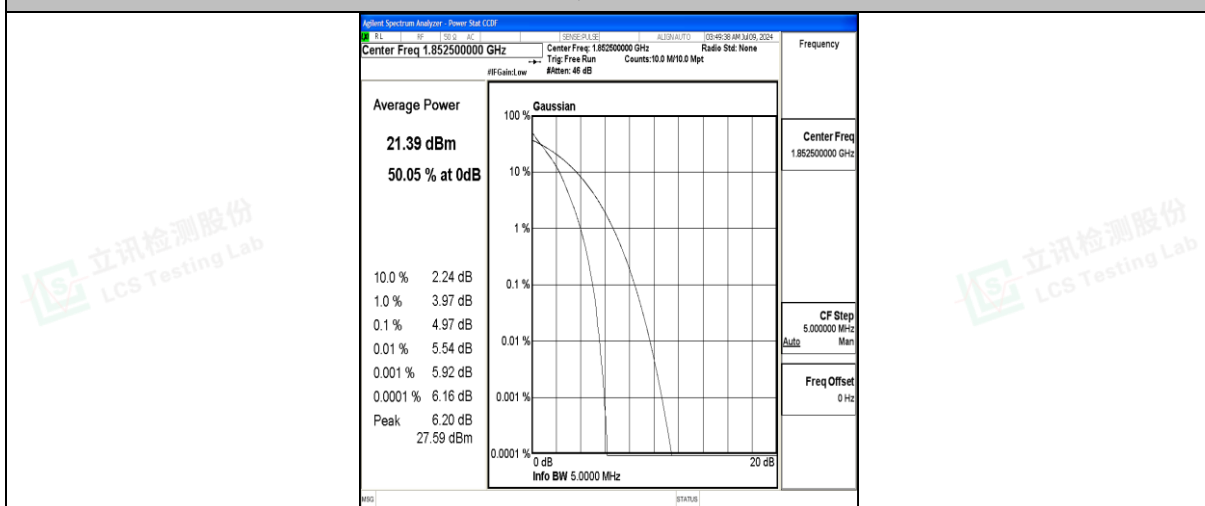 Agilent Spectrum Analyzer - Power Stat CCDF
RL RF 50 Ω AC SENSE:PULSE ALIGN AUTO 03:49:38 AM Jul 09, 2024
Center Freq 1.852500000 GHz
Center Freq: 1.852500000 GHz Radio Std: None
Trig: Free Run Counts:10.0 M/10.0 Mpt
#IFGain:Low #Atten: 46 dB
Frequency
Average Power
21.39 dBm
50.05 % at 0dB
10.0 % 2.24 dB
1.0 % 3.97 dB
0.1 % 4.97 dB
0.01 % 5.54 dB
0.001 % 5.92 dB
0.0001 % 6.16 dB
Peak 6.20 dB
27.59 dBm
Gaussian
100 %
10 %
1 %
0.1 %
0.01 %
0.001 %
0.0001 %
0 dB 20 dB
Info BW 5.0000 MHz
Center Freq
1.852500000 GHz
CF Step
5.000000 MHz
Auto Man
Freq Offset
0 Hz
MSG STATUS
立讯检测股份
LCS Testing Lab
立讯检测股份
LCS Testing Lab